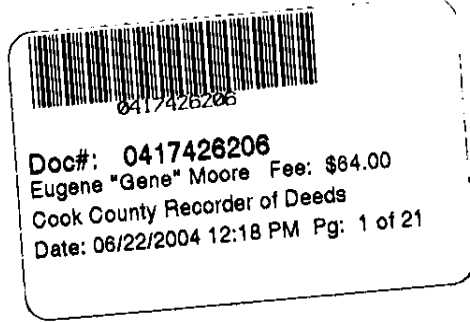 0417426206
Doc#: 0417426206
Eugene "Gene" Moore Fee: $64.00
Cook County Recorder of Deeds
Date: 06/22/2004 12:18 PM Pg: 1 of 21